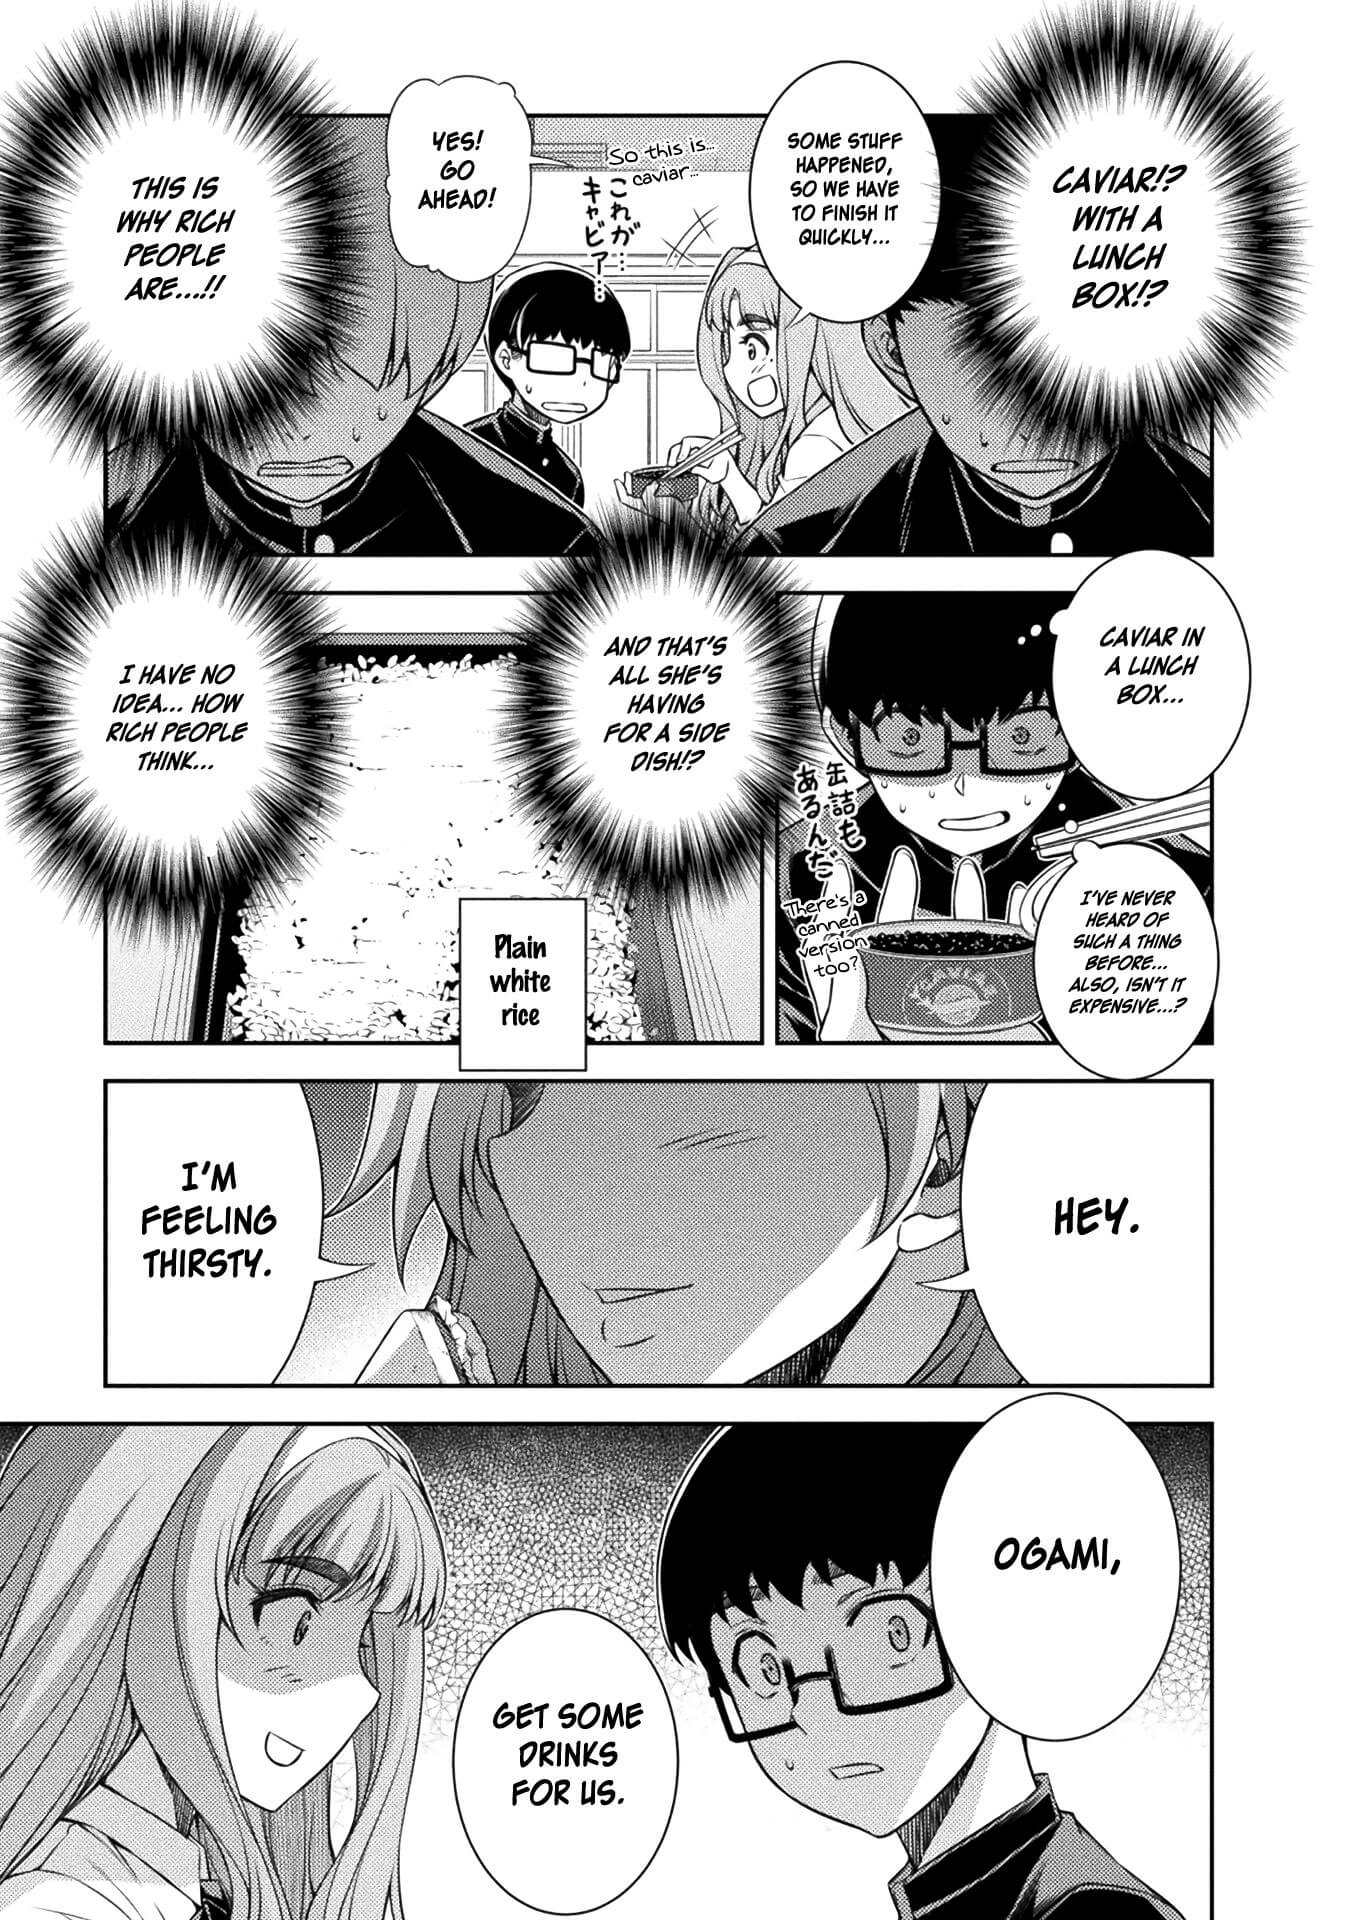 CAVIAR!?
WITH A
LUNCH
BOX!?
SOME STUFF
HAPPENED,
SO WE HAVE
TO FINISH IT
QUICKLY...
So this is...
caviar...
これが…
キャビアー…
YES!
GO
AHEAD!
THIS IS
WHY RICH
PEOPLE
ARE...!!
CAVIAR IN
A LUNCH
BOX...
缶詰も
あるんだ
There's a
canned
version
too?
I'VE NEVER
HEARD OF
SUCH A THING
BEFORE...
ALSO, ISN'T IT
EXPENSIVE...?
AND THAT'S
ALL SHE'S
HAVING
FOR A SIDE
DISH!?
Plain
white
rice
I HAVE NO
IDEA... HOW
RICH PEOPLE
THINK...
HEY.
I'M
FEELING
THIRSTY.
OGAMI,
GET SOME
DRINKS
FOR US.